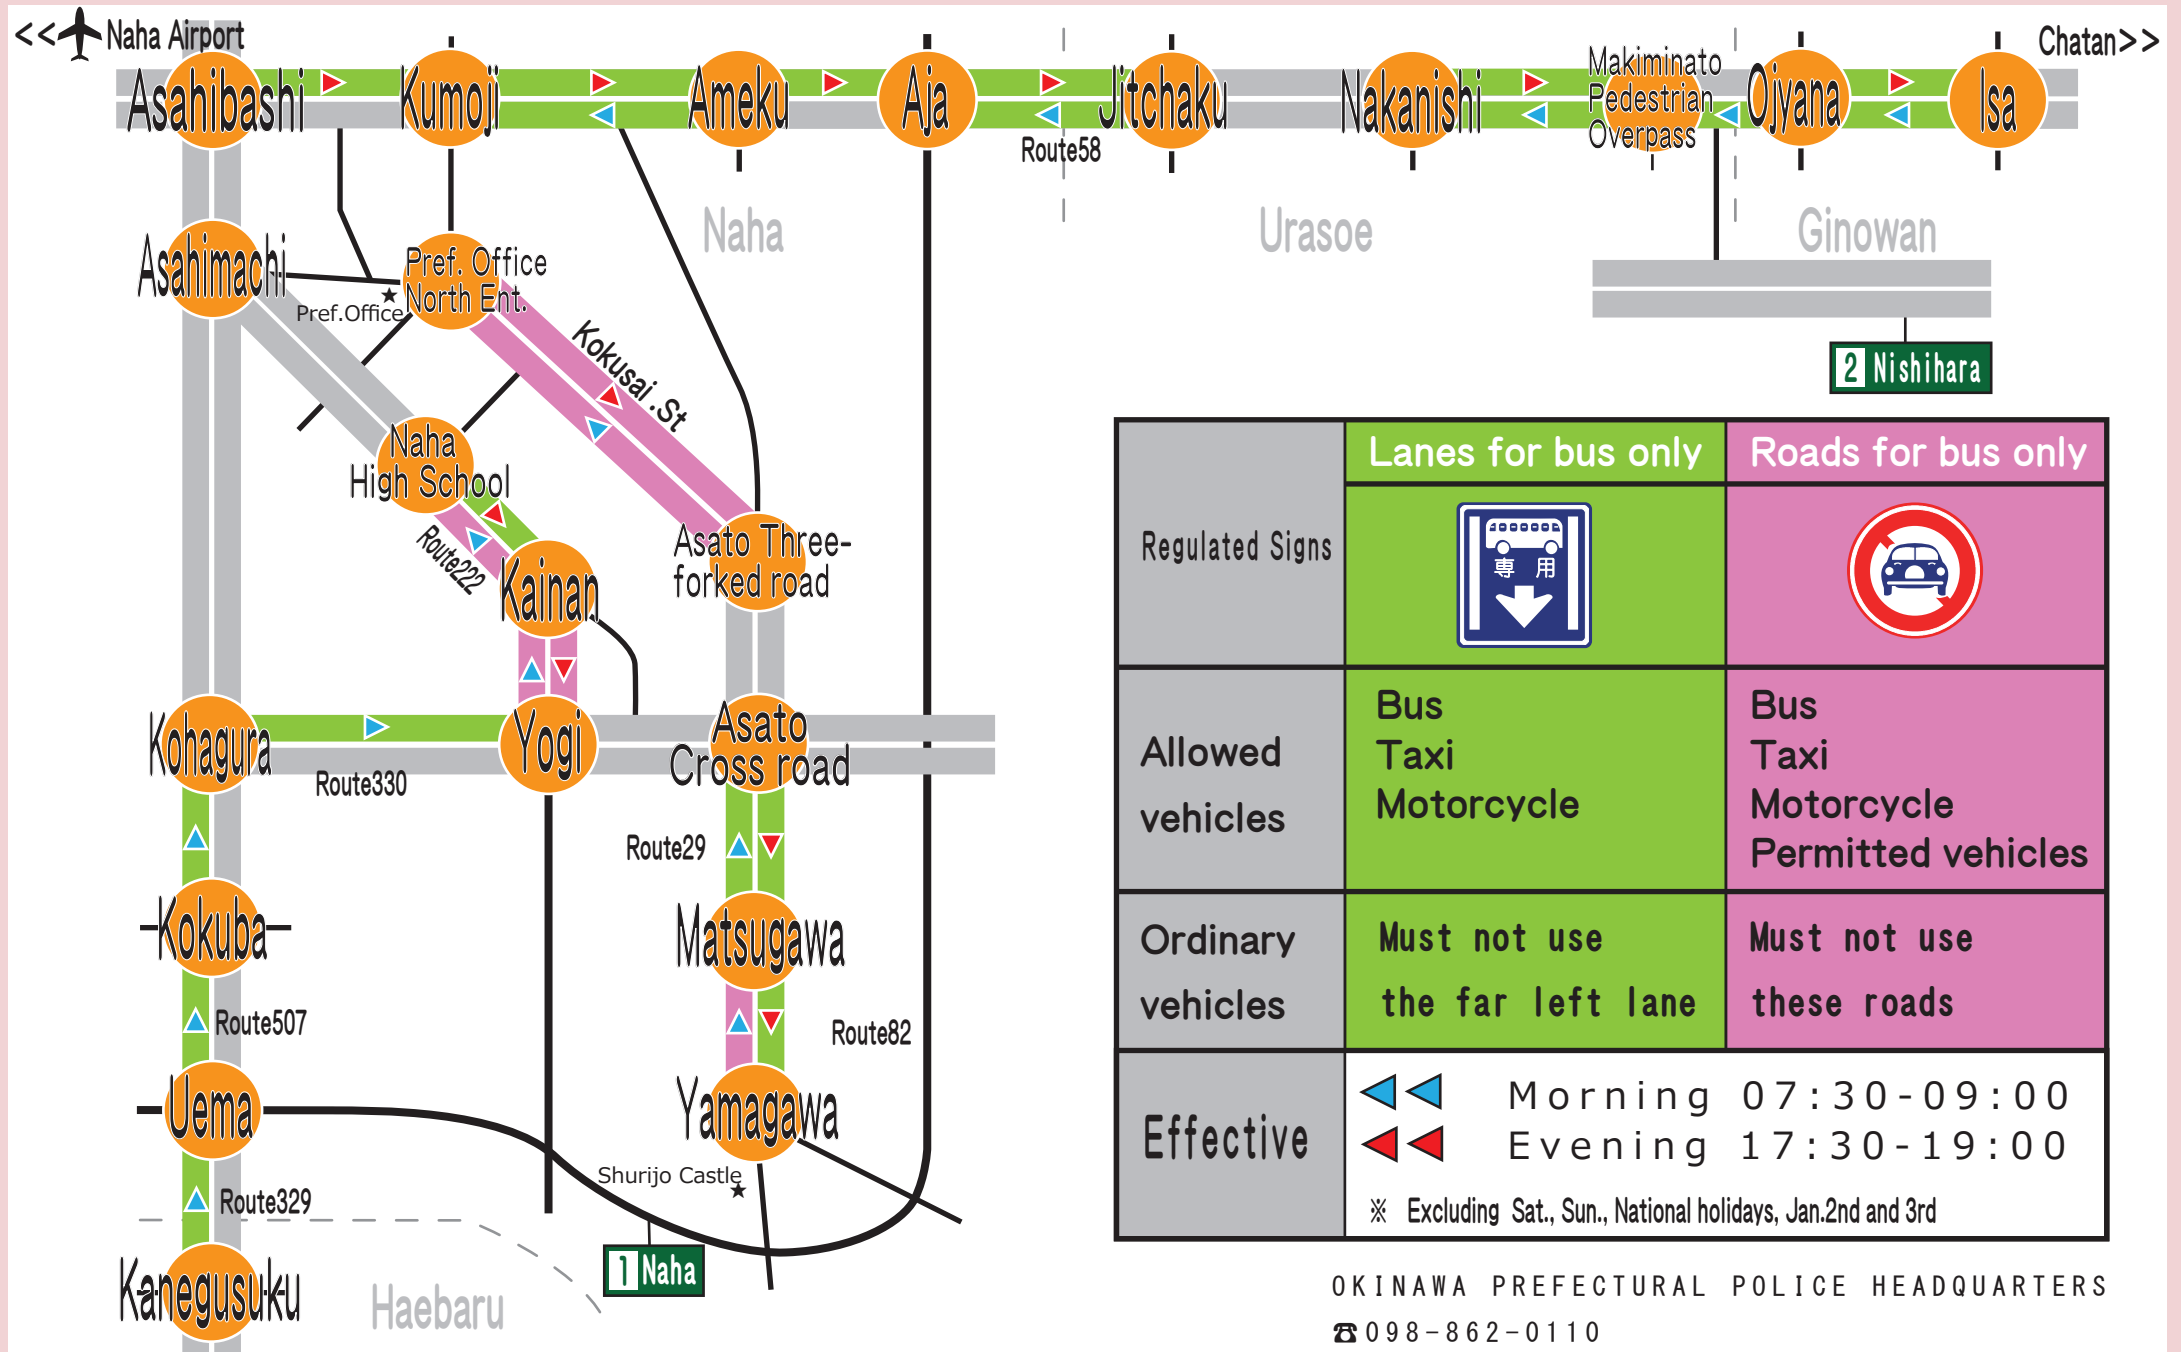 << Naha Airport
Chatan>>
Asahibashi
Kumoji
Ameku
Aja
Jitchaku
Nakanishi
Makiminato
Pedestrian
Overpass
Ojyana
Isa
Route58
Naha
Urasoe
Ginowan
Asahimachi
Pref. Office
North Ent.
★
Pref.Office
Kokusai.St
2 Nishihara
Naha
High School
Route222
Kainan
Asato Three-
forked road
Kohagura
Yogi
Asato
Cross road
Route330
Route29
Kokuba
Matsugawa
Route507
Route82
Uema
Yamagawa
Shurijo Castle
★
Route329
1 Naha
Kanegusuku
Haebaru
Lanes for bus only
Roads for bus only
Regulated Signs
専 用
Allowed
vehicles
Bus
Taxi
Motorcycle
Bus
Taxi
Motorcycle
Permitted vehicles
Ordinary
vehicles
Must not use
the far left lane
Must not use
these roads
Effective
Morning 07:30-09:00
Evening 17:30-19:00
※ Excluding Sat., Sun., National holidays, Jan.2nd and 3rd
OKINAWA PREFECTURAL POLICE HEADQUARTERS
☎098-862-0110